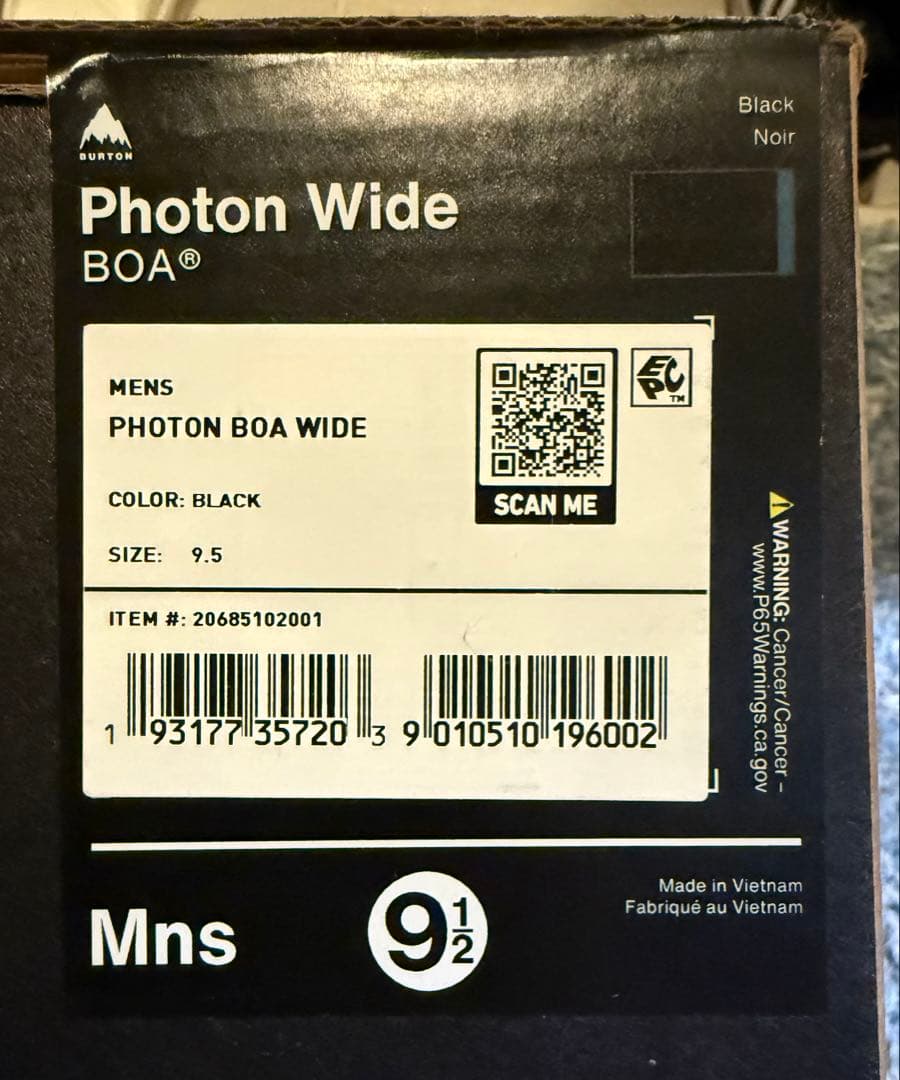 BURTON
Black
Noir
Photon Wide
BOA®
MENS
PHOTON BOA WIDE
COLOR: BLACK
SIZE: 9.5
SCAN ME
EPC™
ITEM #: 20685102001
1 93177 35720 3
9 010510 196002
WARNING: Cancer/Cancer –
www.P65Warnings.ca.gov
Mns
9½
Made in Vietnam
Fabriqué au Vietnam